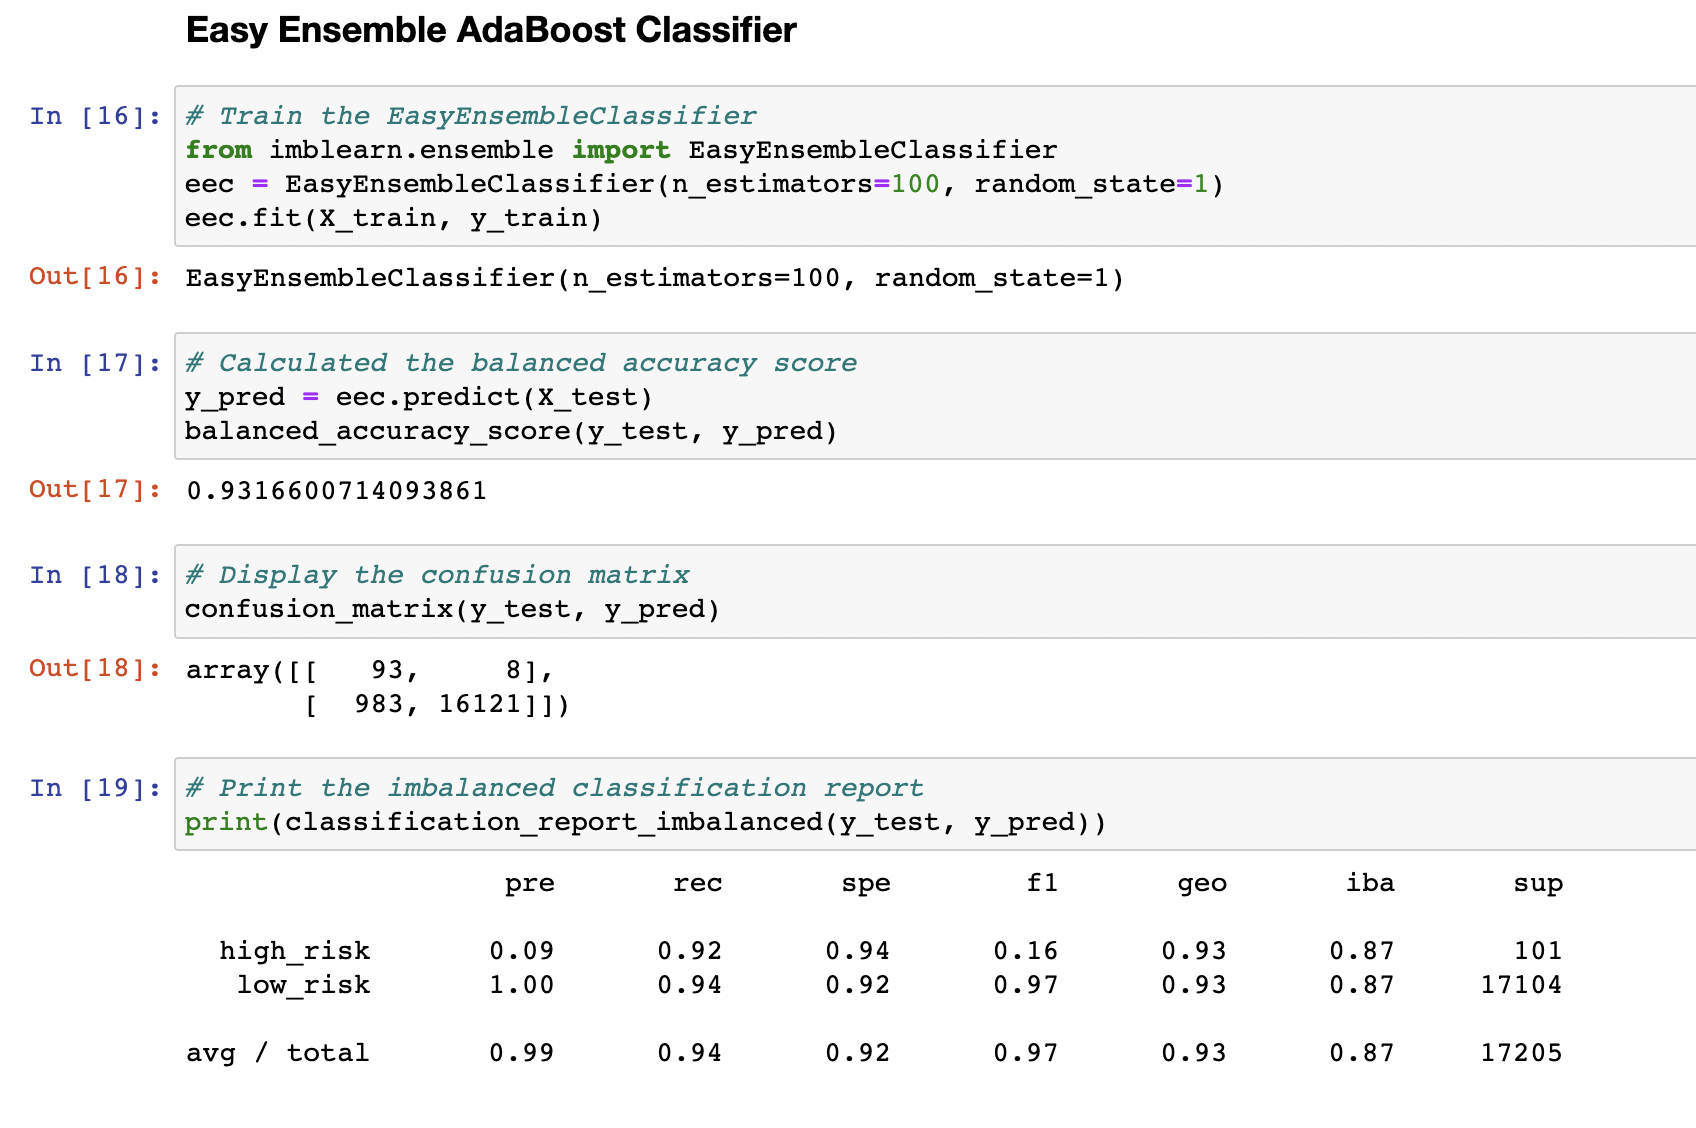 Easy Ensemble AdaBoost Classifier
In [16]: # Train the EasyEnsembleClassifier
from imblearn.ensemble import EasyEnsembleClassifier
eec = EasyEnsembleClassifier(n_estimators=100, random_state=1)
eec.fit(X_train, y_train)
Out[16]: EasyEnsembleClassifier(n_estimators=100, random_state=1)
In [17]: # Calculated the balanced accuracy score
y_pred = eec.predict(X_test)
balanced_accuracy_score(y_test, y_pred)
Out[17]: 0.9316600714093861
In [18]: # Display the confusion matrix
confusion_matrix(y_test, y_pred)
Out[18]: array([[   93,     8],
       [  983, 16121]])
In [19]: # Print the imbalanced classification report
print(classification_report_imbalanced(y_test, y_pred))
pre rec spe f1 geo iba sup
high_risk 0.09 0.92 0.94 0.16 0.93 0.87 101
low_risk 1.00 0.94 0.92 0.97 0.93 0.87 17104
avg / total 0.99 0.94 0.92 0.97 0.93 0.87 17205